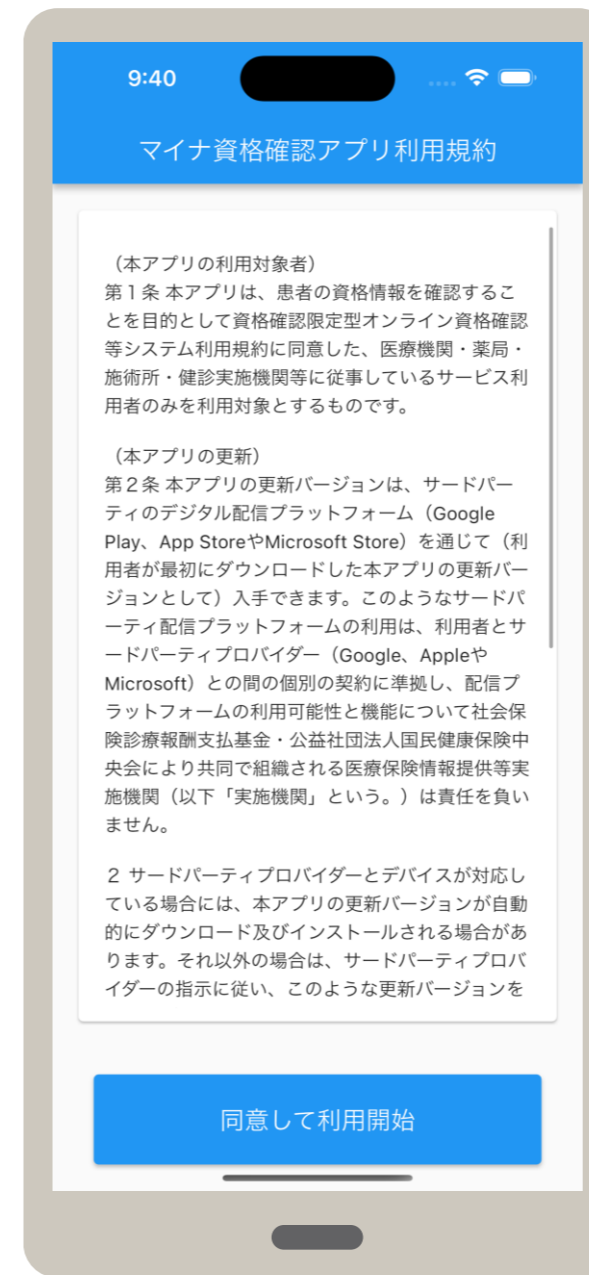 9:40
マイナ資格確認アプリ利用規約
（本アプリの利用対象者）
第１条 本アプリは、患者の資格情報を確認するこ
とを目的として資格確認限定型オンライン資格確認
等システム利用規約に同意した、医療機関・薬局・
施術所・健診実施機関等に従事しているサービス利
用者のみを利用対象とするものです。
（本アプリの更新）
第２条 本アプリの更新バージョンは、サードパー
ティのデジタル配信プラットフォーム（Google
Play、App StoreやMicrosoft Store）を通じて（利
用者が最初にダウンロードした本アプリの更新バー
ジョンとして）入手できます。このようなサードパ
ーティ配信プラットフォームの利用は、利用者とサ
ードパーティプロバイダー（Google、Appleや
Microsoft）との間の個別の契約に準拠し、配信プ
ラットフォームの利用可能性と機能について社会保
険診療報酬支払基金・公益社団法人国民健康保険中
央会により共同で組織される医療保険情報提供等実
施機関（以下「実施機関」という。）は責任を負い
ません。
２ サードパーティプロバイダーとデバイスが対応し
ている場合には、本アプリの更新バージョンが自動
的にダウンロード及びインストールされる場合があ
ります。それ以外の場合は、サードパーティプロバ
イダーの指示に従い、このような更新バージョンを
同意して利用開始